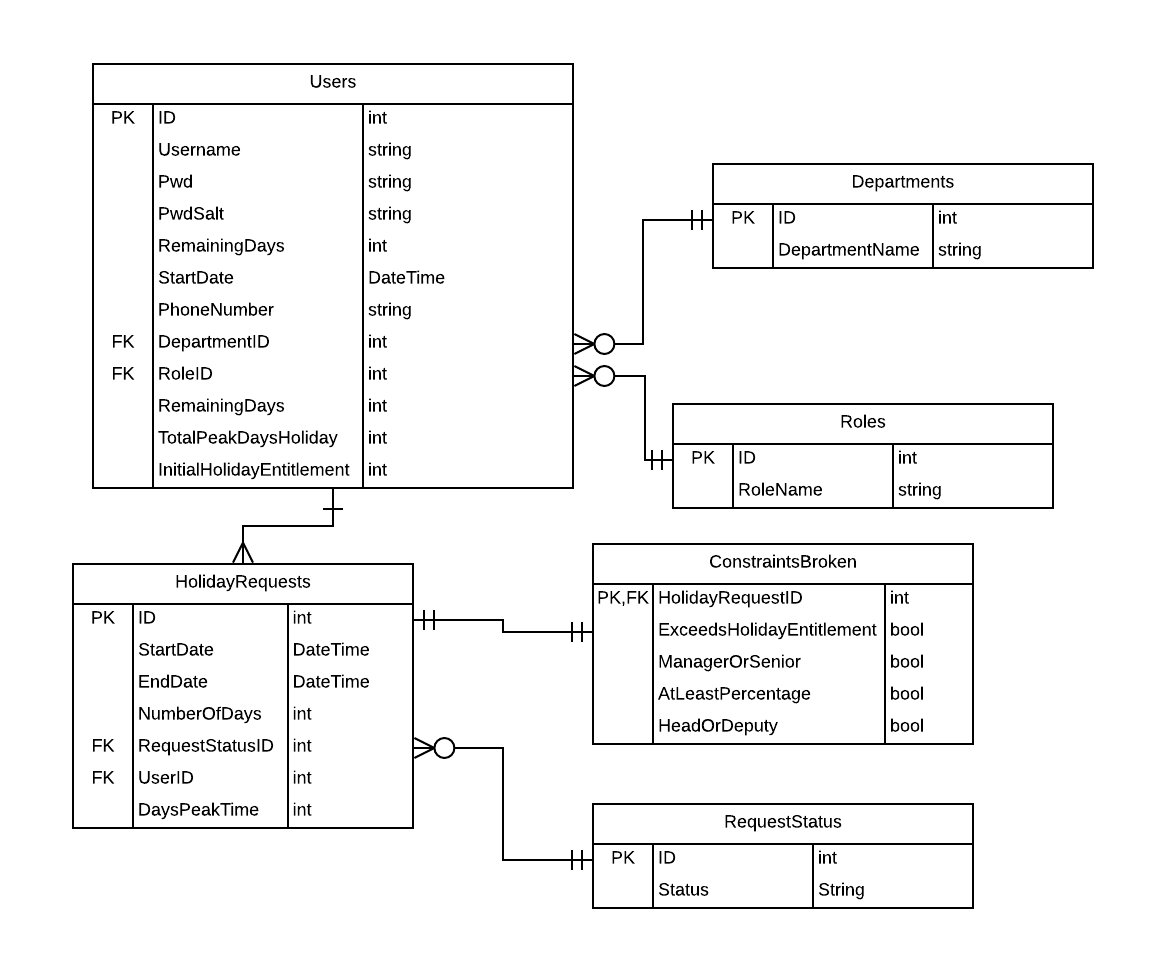 Users
PK ID int
Username string
Pwd string
PwdSalt string
RemainingDays int
StartDate DateTime
PhoneNumber string
FK DepartmentID int
FK RoleID int
RemainingDays int
TotalPeakDaysHoliday int
InitialHolidayEntitlement int
Departments
PK ID int
DepartmentName string
Roles
PK ID int
RoleName string
HolidayRequests
PK ID int
StartDate DateTime
EndDate DateTime
NumberOfDays int
FK RequestStatusID int
FK UserID int
DaysPeakTime int
ConstraintsBroken
PK,FK HolidayRequestID int
ExceedsHolidayEntitlement bool
ManagerOrSenior bool
AtLeastPercentage bool
HeadOrDeputy bool
RequestStatus
PK ID int
Status String